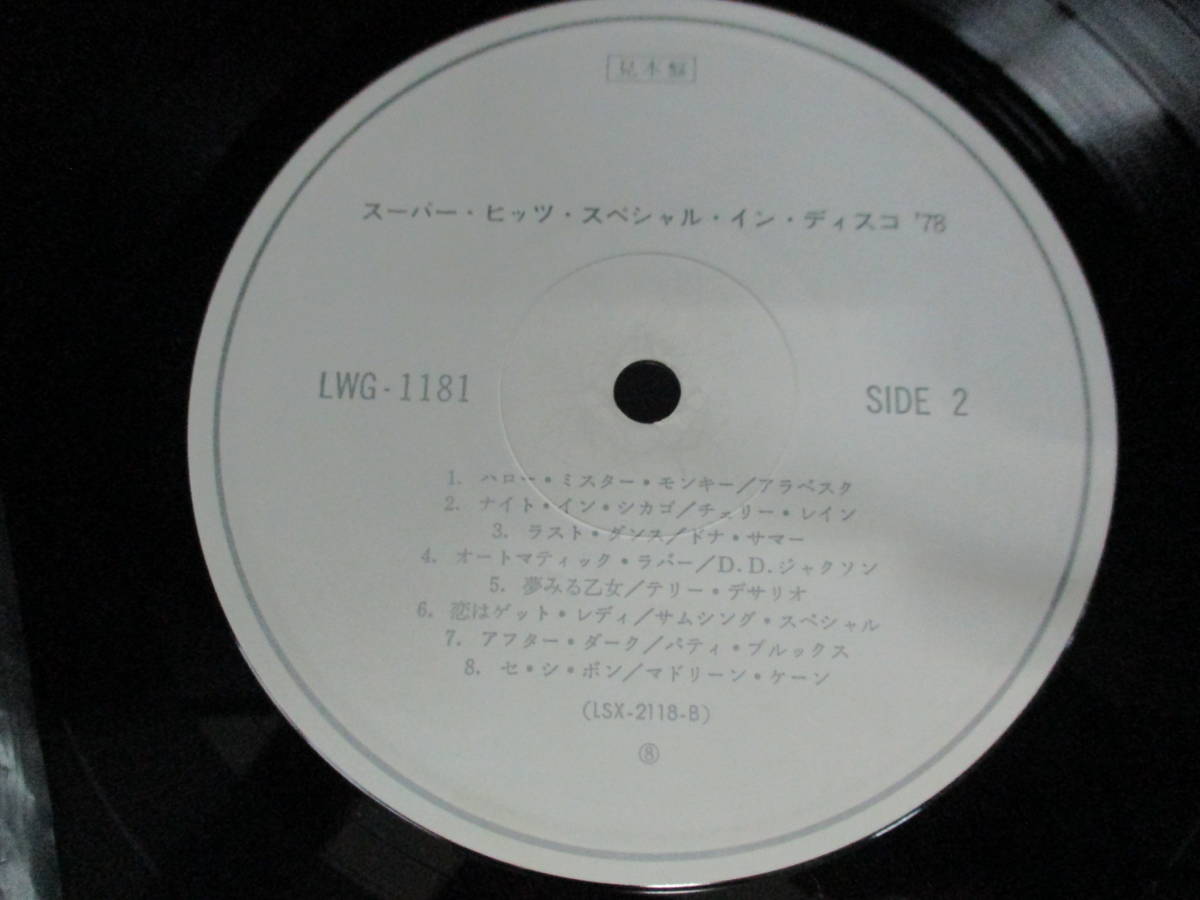 見本盤
スーパー・ヒッツ・スペシャル・イン・ディスコ '78
LWG-1181
SIDE 2
1. ハロー・ミスター・モンキー/アラベスク
2. ナイト・イン・シカゴ/チェリー・レイン
3. ラスト・ダンス/ドナ・サマー
4. オートマティック・ラバー/D.D.ジャクソン
5. 夢みる乙女/テリー・デサリオ
6. 恋はゲット・レディ/サムシング・スペシャル
7. アフター・ダーク/パティ・ブルックス
8. セ・シ・ボン/マドリーン・ケーン
(LSX-2118-B)
⑧